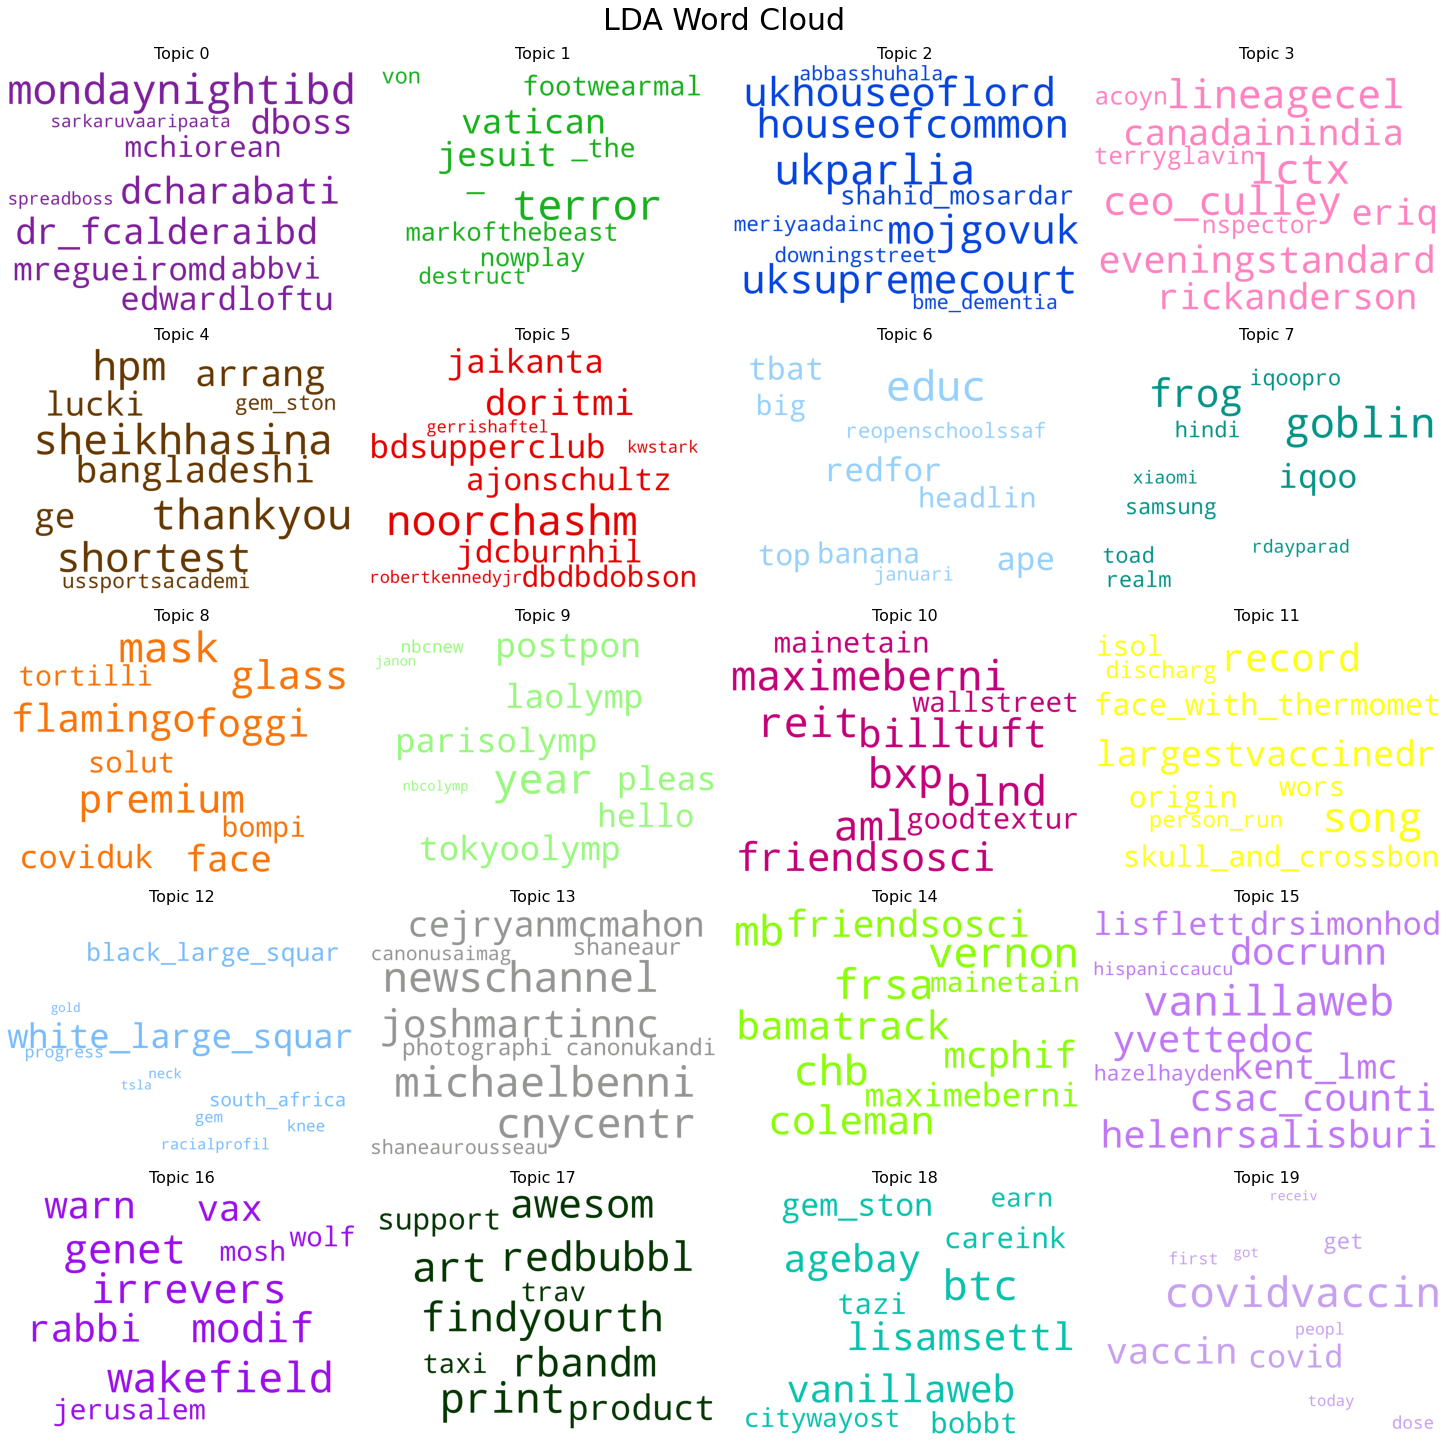 LDA Word Cloud
Topic 0
mondaynightibd
sarkaruvaaripaata dboss
mchiorean
spreadboss dcharabati
dr_fcalderaibd
mregueiromd abbvi
edwardloftu
Topic 1
von
footwearmal
vatican
jesuit _the
_
terror
markofthebeast
nowplay
destruct
Topic 2
abbasshuhala
ukhouseoflord
houseofcommon
ukparlia
shahid_mosardar
meriyaadainc mojgovuk
downingstreet
uksupremecourt
bme_dementia
Topic 3
acoyn lineagecel
canadainindia
terryglavin lctx
ceo_culley eriq
nspector
eveningstandard
rickanderson
Topic 4
hpm arrang
lucki gem_ston
sheikhhasina
bangladeshi
ge thankyou
shortest
ussportsacademi
Topic 5
jaikanta
doritmi
gerrishaftel
bdsupperclub kwstark
ajonschultz
noorchashm
jdcburnhil
robertkennedyjr dbdbdobson
Topic 6
tbat educ
big
reopenschoolssaf
redfor
headlin
top banana ape
januari
Topic 7
iqoopro
frog
goblin
hindi
xiaomi iqoo
samsung
rdayparad
toad
realm
Topic 8
mask
tortilli glass
flamingo foggi
solut
premium
bompi
coviduk face
Topic 9
nbcnew postpon
janon
laolymp
parisolymp
year pleas
nbcolymp
hello
tokyoolymp
Topic 10
mainetain
maximeberni
wallstreet
reit billtuft
bxp blnd
aml goodtextur
friendsosci
Topic 11
isol record
discharg
face_with_thermomet
largestvaccinedr
origin wors
person_run song
skull_and_crossbon
Topic 12
black_large_squar
gold
white_large_squar
progress
neck
tsla
south_africa
gem
knee
racialprofil
Topic 13
cejryanmcmahon
canonusaimag shaneaur
newschannel
joshmartinnc
photographi canonukandi
michaelbenni
cnycentr
shaneaurousseau
Topic 14
mb friendsosci
vernon
frsa mainetain
bamatrack
mcphif
chb
maximeberni
coleman
Topic 15
lisflett drsimonhod
docrunn
hispaniccaucu
vanillaweb
yvettedoc
hazelhayden kent_lmc
csac_counti
helenrsalisburi
Topic 16
warn vax
wolf
genet mosh
irrevers
rabbi modif
wakefield
jerusalem
Topic 17
support awesom
art redbubbl
trav
findyourth
taxi rbandm
print product
Topic 18
gem_ston earn
careink
agebay
btc
tazi
lisamsettl
vanillaweb
citywayost bobbt
Topic 19
receiv
get
first got
covidvaccin
peopl
vaccin covid
today
dose